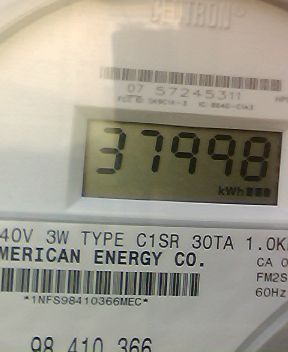 CENTRON
07 57245311
37998
kWh
40V 3W TYPE C1SR 30TA 1.0K
MERICAN ENERGY CO.
CA 0
FM2S
60Hz
*1NFS98410366MEC*
98 410 366